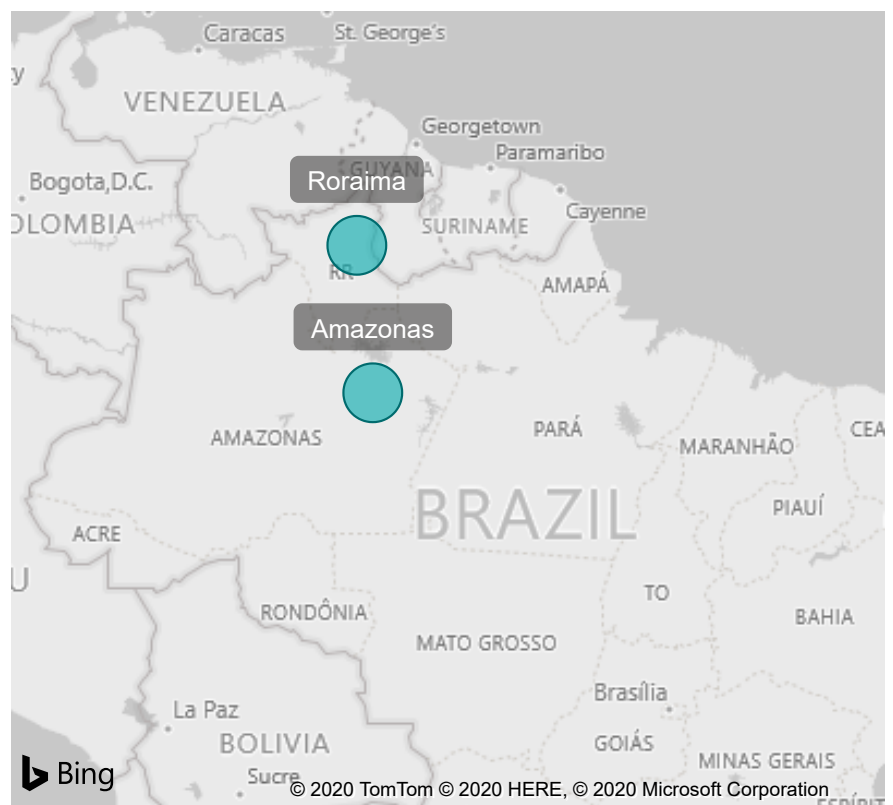 Caracas
St. George's
VENEZUELA
Georgetown
Paramaribo
Roraima
GUYANA
Bogota,D.C.
Cayenne
OLOMBIA
SURINAME
RR
AMAPÁ
Amazonas
AMAZONAS
PARÁ
MARANHÃO
CEA
BRAZIL
PIAUÍ
ACRE
U
TO
RONDÔNIA
BAHIA
MATO GROSSO
Brasília
La Paz
BOLIVIA
GOIÁS
MINAS GERAIS
Bing
Sucre
© 2020 TomTom © 2020 HERE, © 2020 Microsoft Corporation